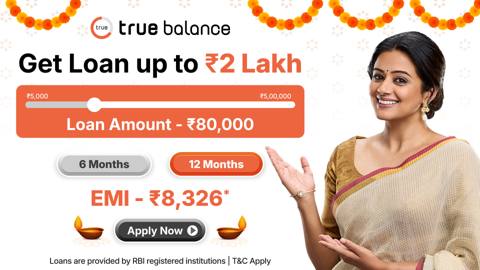 true true balance
Get Loan up to ₹2 Lakh
₹5,000 ₹5,00,000
Loan Amount - ₹80,000
6 Months 12 Months
EMI - ₹8,326*
Apply Now
Loans are provided by RBI registered institutions | T&C Apply